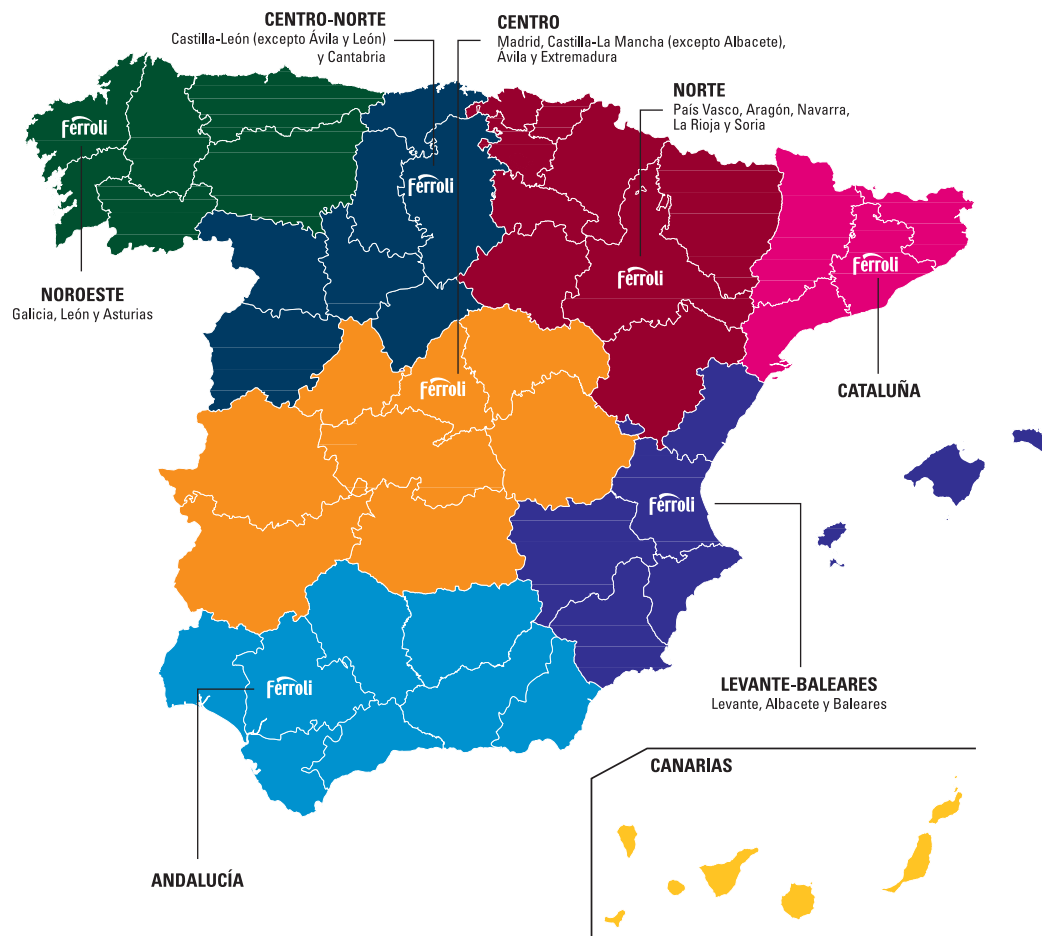 CENTRO-NORTE
Castilla-León (excepto Ávila y León)
y Cantabria
CENTRO
Madrid, Castilla-La Mancha (excepto Albacete),
Ávila y Extremadura
NORTE
País Vasco, Aragón, Navarra,
La Rioja y Soria
Ferroli
Ferroli
Ferroli
Ferroli
NOROESTE
Galicia, León y Asturias
Ferroli
CATALUÑA
Ferroli
LEVANTE-BALEARES
Levante, Albacete y Baleares
Ferroli
ANDALUCÍA
CANARIAS